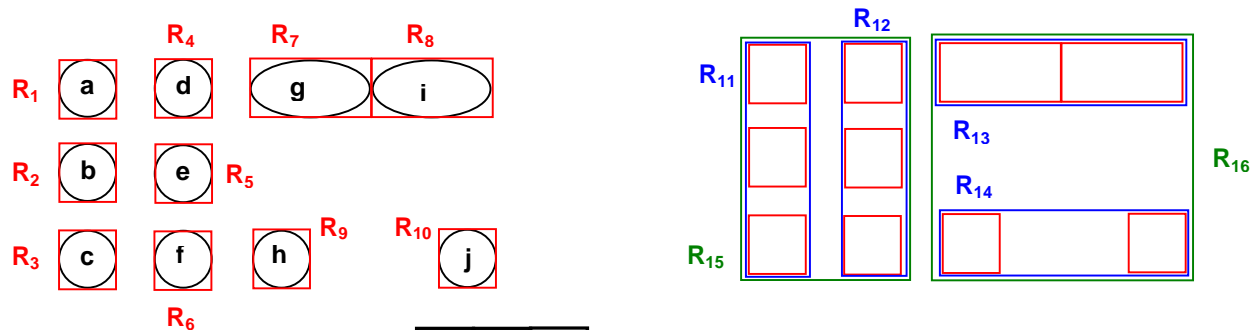 R4 R7 R8
R1 a d g i
R2 b e R5
R3 c f h R9 R10 j
R6
R12
R11
R13
R16
R14
R15